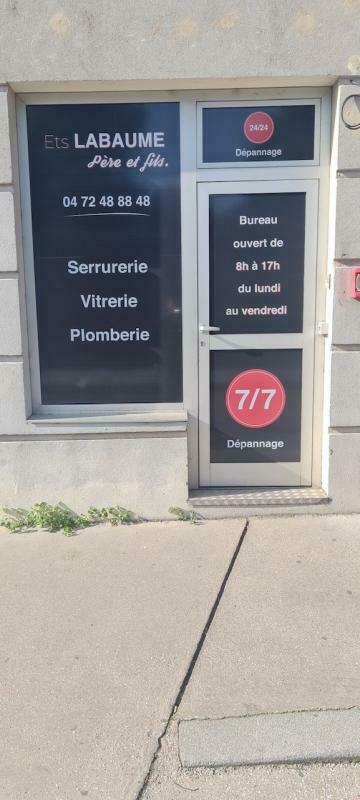 Ets LABAUME
Père et fils.
04 72 48 88 48
Serrurerie
Vitrerie
Plomberie
24/24
Dépannage
Bureau
ouvert de
8h à 17h
du lundi
au vendredi
7/7
Dépannage